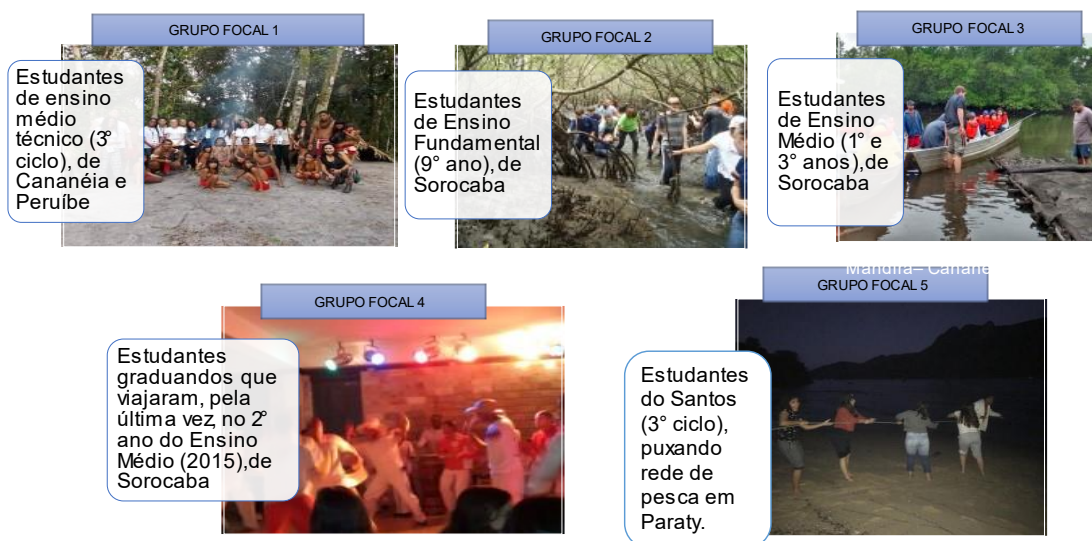 GRUPO FOCAL 1
Estudantes
de ensino
médio
técnico (3°
ciclo), de
Cananéia e
Peruíbe
GRUPO FOCAL 2
Estudantes
de Ensino
Fundamental
(9° ano), de
Sorocaba
GRUPO FOCAL 3
Estudantes
de Ensino
Médio (1° e
3° anos),de
Sorocaba
GRUPO FOCAL 4
Estudantes
graduandos que
viajaram, pela
última vez, no 2°
ano do Ensino
Médio (2015),de
Sorocaba
Mandira– Canané
GRUPO FOCAL 5
Estudantes
do Santos
(3° ciclo),
puxando
rede de
pesca em
Paraty.